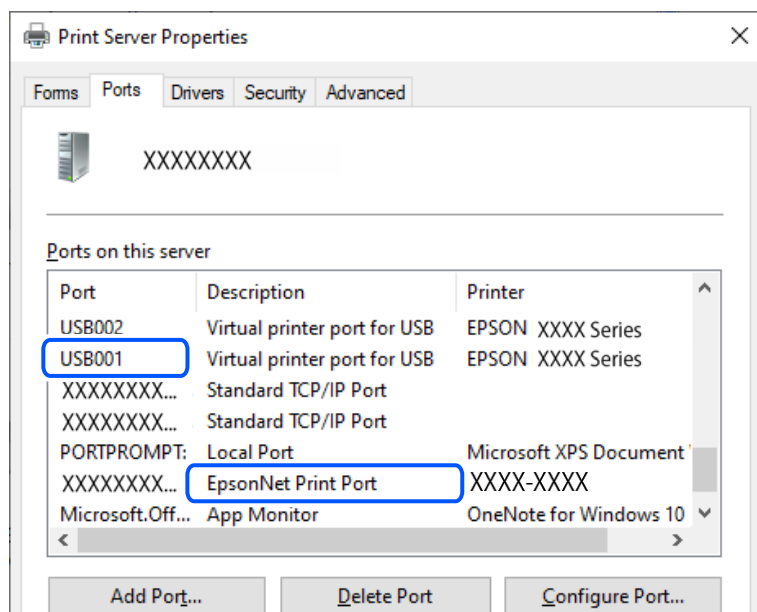 Print Server Properties
Forms Ports Drivers Security Advanced
XXXXXXXX
Ports on this server
Port Description Printer
USB002 Virtual printer port for USB EPSON XXXX Series
USB001 Virtual printer port for USB EPSON XXXX Series
XXXXXXXX... Standard TCP/IP Port
XXXXXXXX... Standard TCP/IP Port
PORTPROMPT: Local Port Microsoft XPS Document
XXXXXXXX... EpsonNet Print Port XXXX-XXXX
Microsoft.Off... App Monitor OneNote for Windows 10
Add Port... Delete Port Configure Port...